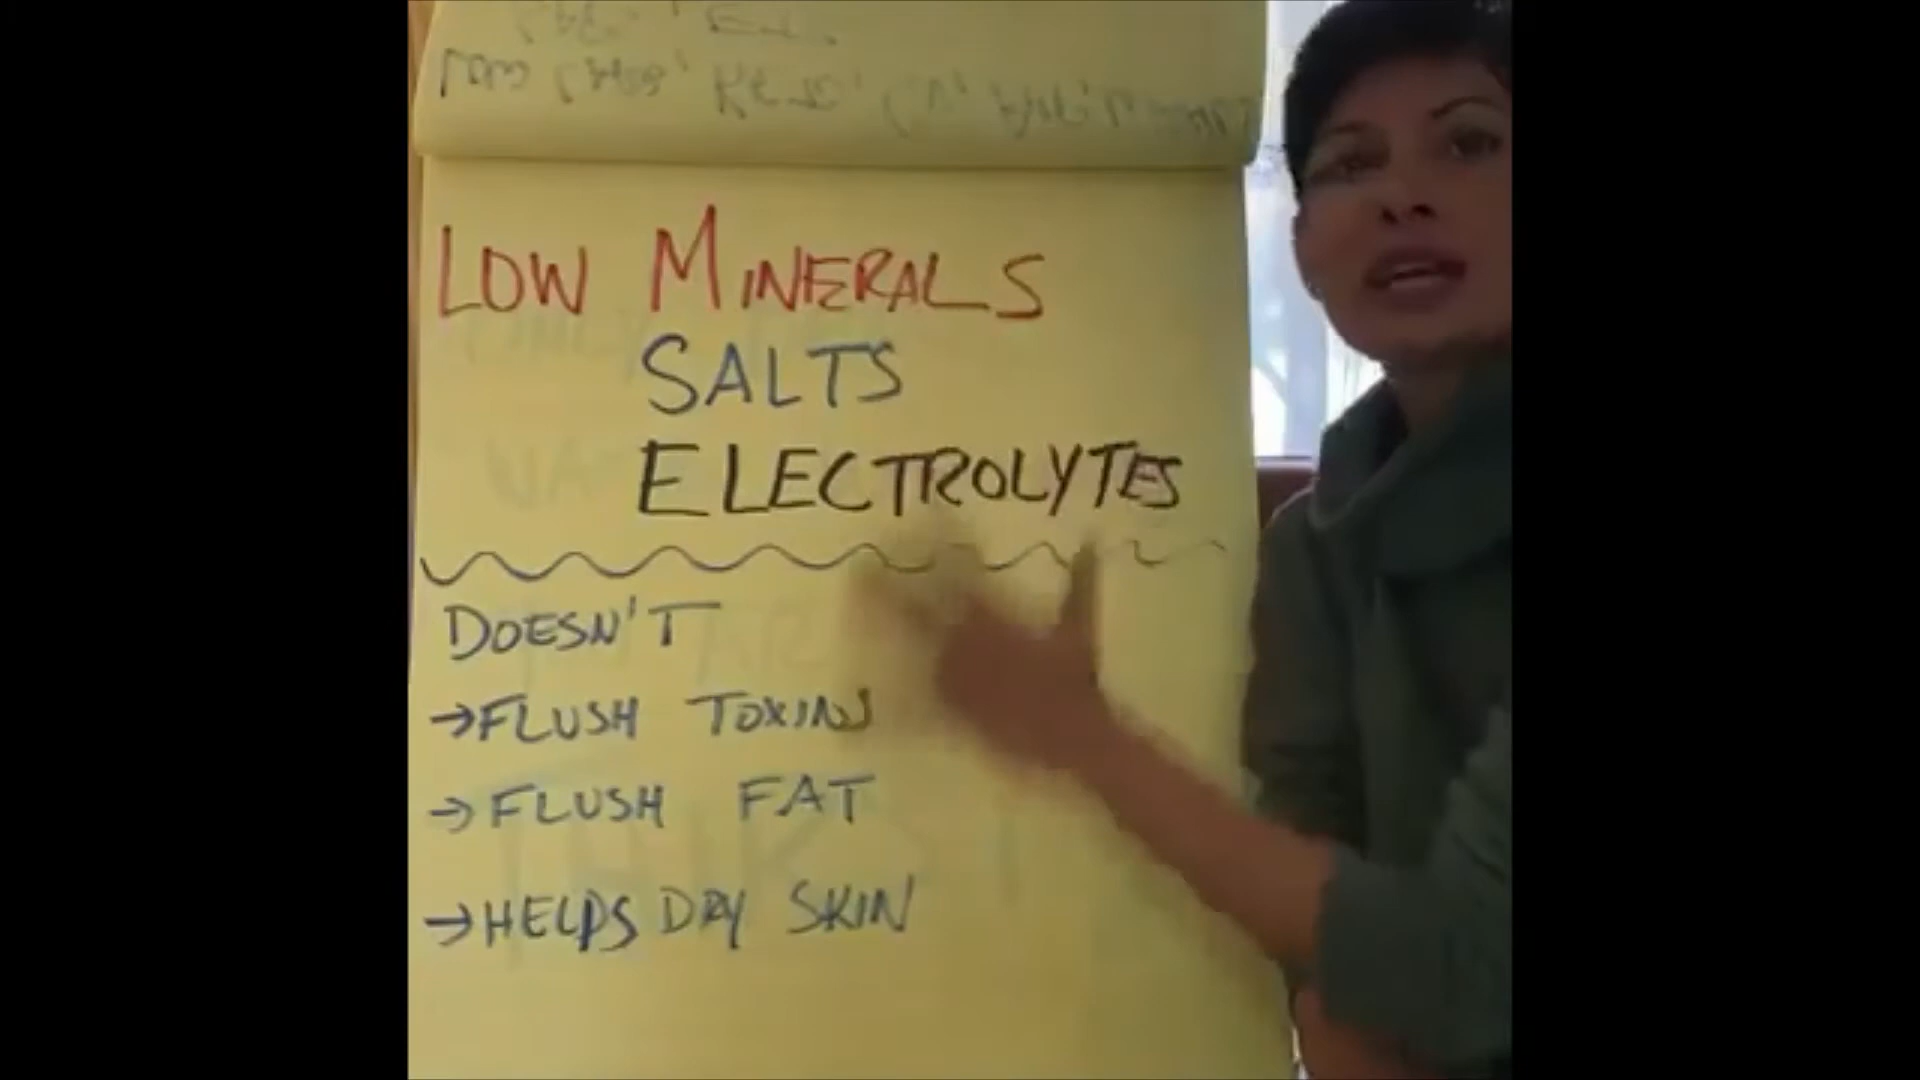 LOW MINERALS
SALTS
ELECTROLYTES
DOESN'T
→FLUSH TOXINS
→FLUSH FAT
→HELPS DRY SKIN